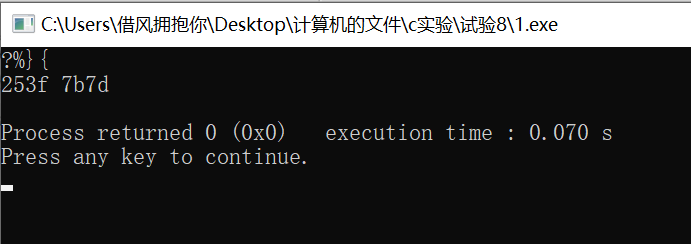 C:\Users\借风拥抱你\Desktop\计算机的文件\c实验\试验8\1.exe
?%}{
253f 7b7d
Process returned 0 (0x0)   execution time : 0.070 s
Press any key to continue.